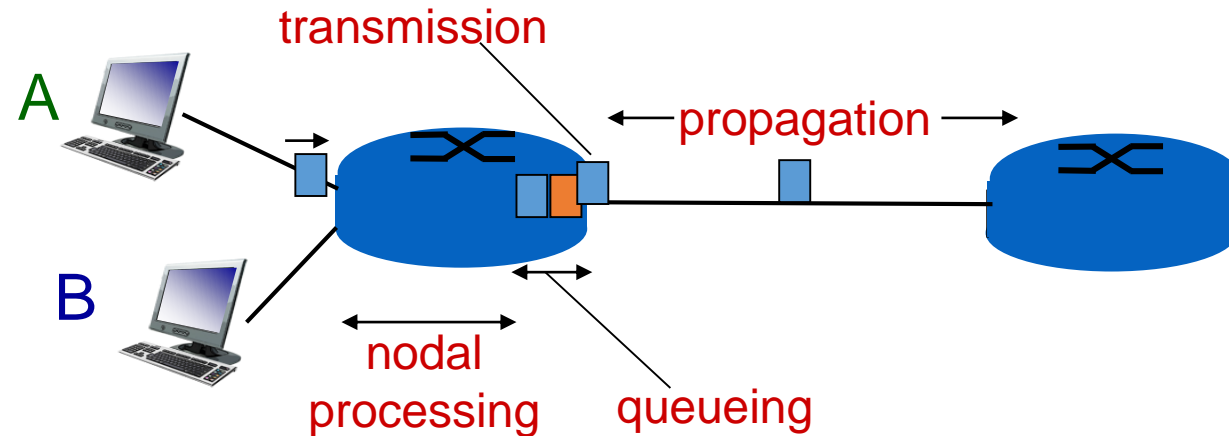 transmission
A
propagation
B
nodal
processing
queueing